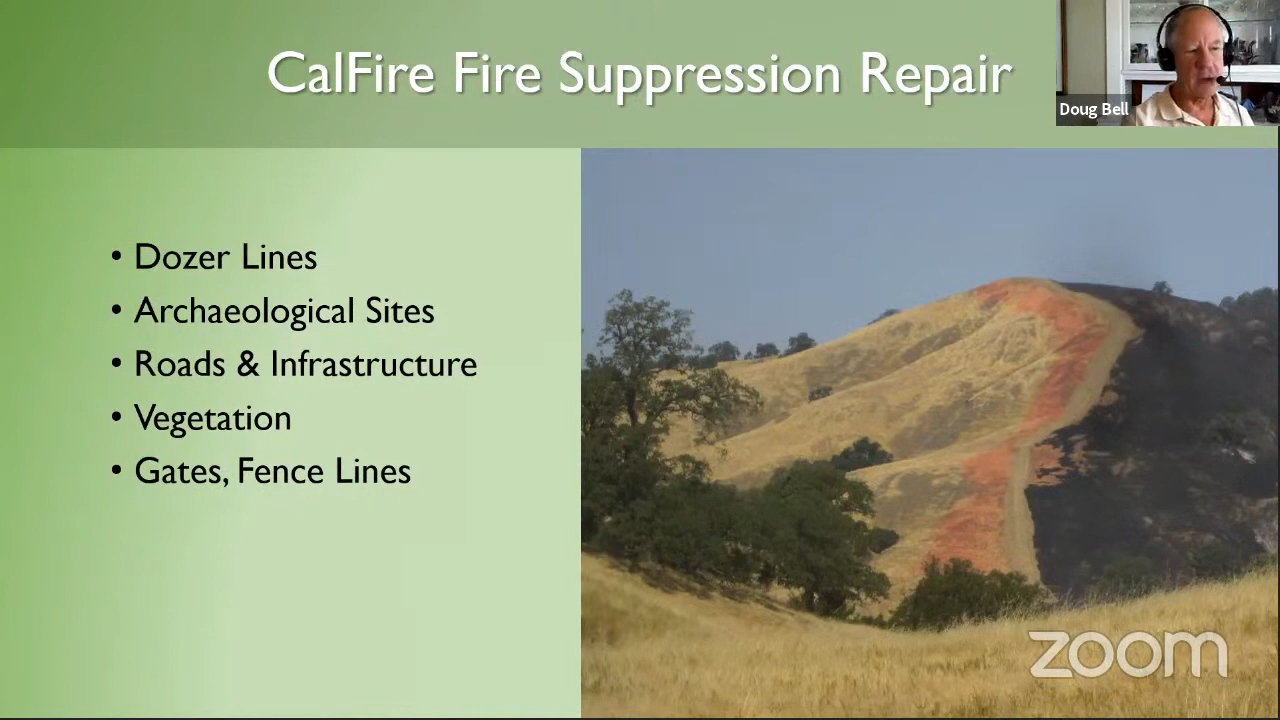 CalFire Fire Suppression Repair
Doug Bell
• Dozer Lines
• Archaeological Sites
• Roads & Infrastructure
• Vegetation
• Gates, Fence Lines
zoom